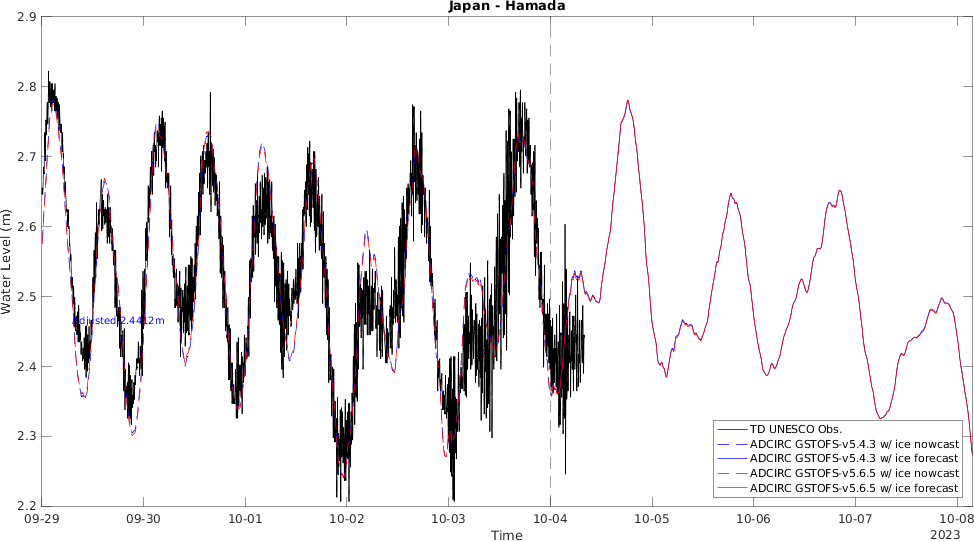 Japan - Hamada
Water Level (m)
2.9
2.8
2.7
2.6
2.5
2.4
2.3
2.2
Adjusted 2.4412m
TD UNESCO Obs.
ADCIRC GSTOFS-v5.4.3 w/ ice nowcast
ADCIRC GSTOFS-v5.4.3 w/ ice forecast
ADCIRC GSTOFS-v5.6.5 w/ ice nowcast
ADCIRC GSTOFS-v5.6.5 w/ ice forecast
09-29 09-30 10-01 10-02 10-03 10-04 10-05 10-06 10-07 10-08
Time
2023